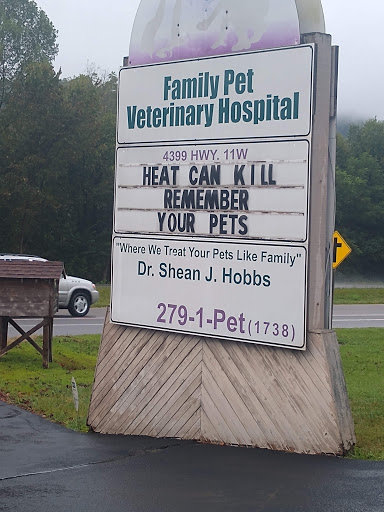 Family Pet
Veterinary Hospital
4399 HWY. 11W
HEAT CAN KILL
REMEMBER
YOUR PETS
"Where We Treat Your Pets Like Family"
Dr. Shean J. Hobbs
279-1-Pet (1738)